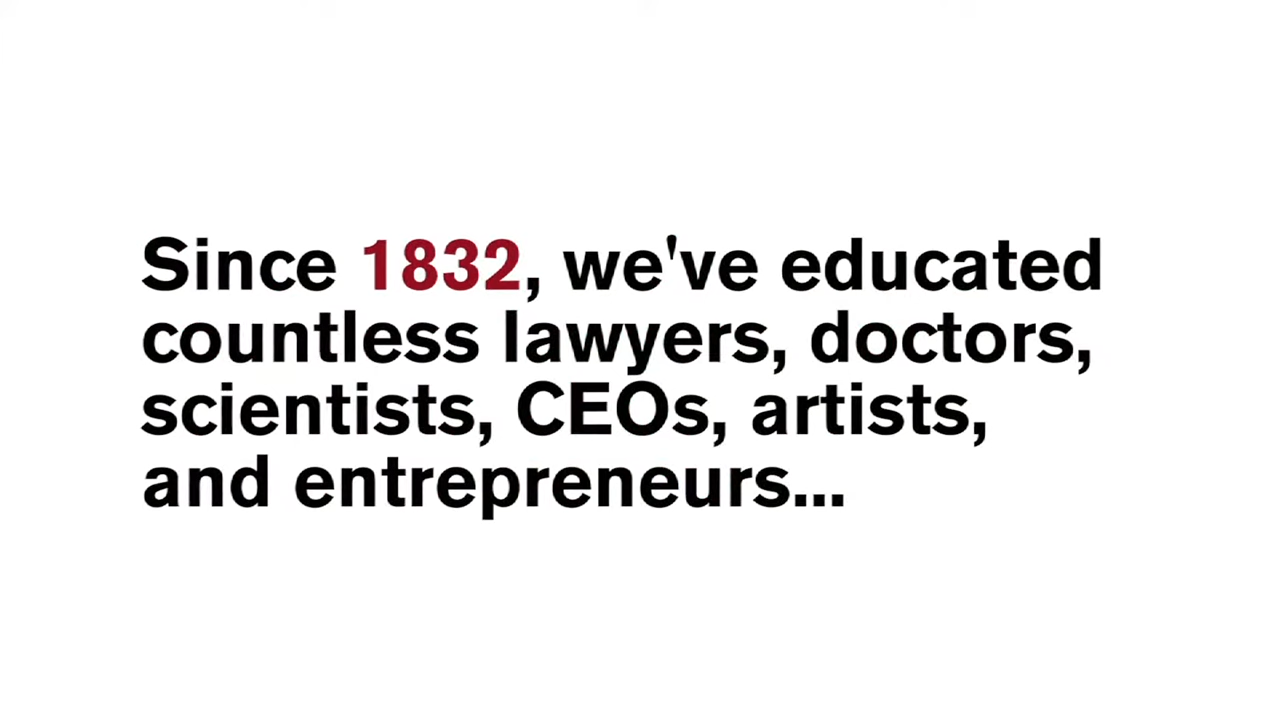 Since 1832, we've educated
countless lawyers, doctors,
scientists, CEOs, artists,
and entrepreneurs...